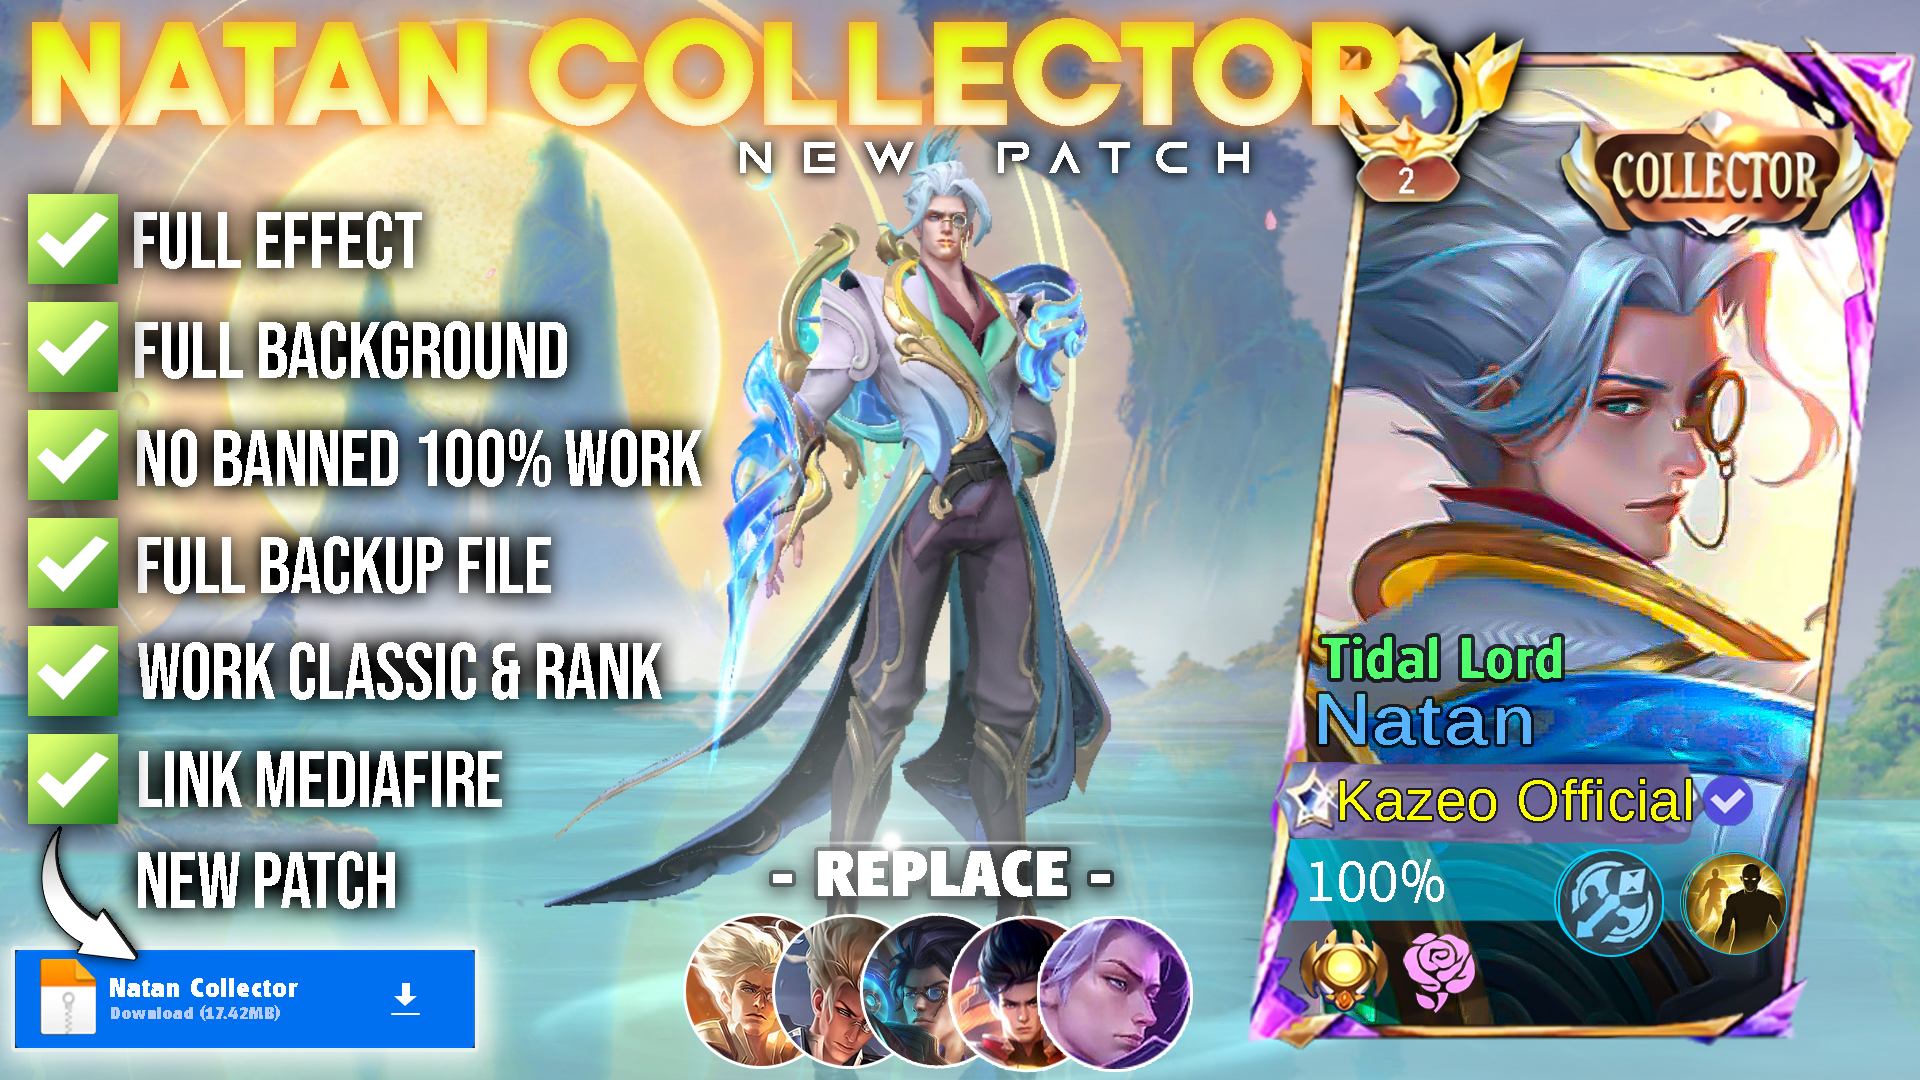 NATAN COLLECTOR
NEW PATCH
FULL EFFECT
FULL BACKGROUND
NO BANNED 100% WORK
FULL BACKUP FILE
WORK CLASSIC & RANK
LINK MEDIAFIRE
NEW PATCH
Natan Collector
Download (17.42MB)
- REPLACE -
2
COLLECTOR
Tidal Lord
Natan
Kazeo Official
100%